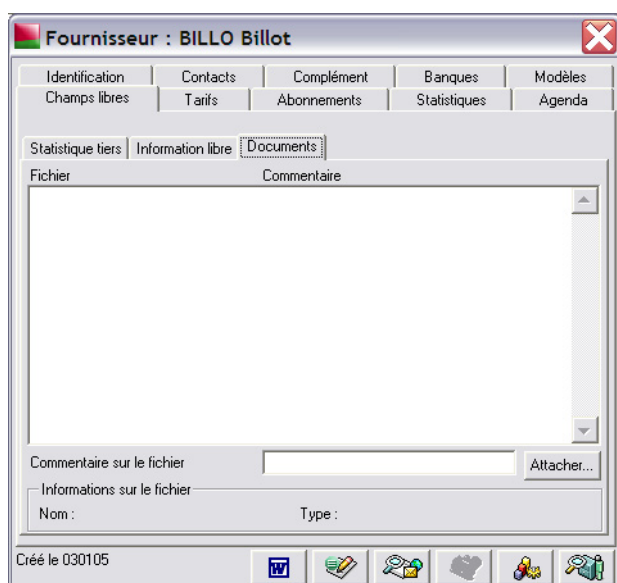 Fournisseur : BILLO Billot
Identification Contacts Complément Banques Modèles
Champs libres Tarifs Abonnements Statistiques Agenda
Statistique tiers Information libre Documents
Fichier Commentaire
Commentaire sur le fichier Attacher...
Informations sur le fichier
Nom : Type :
Créé le 030105